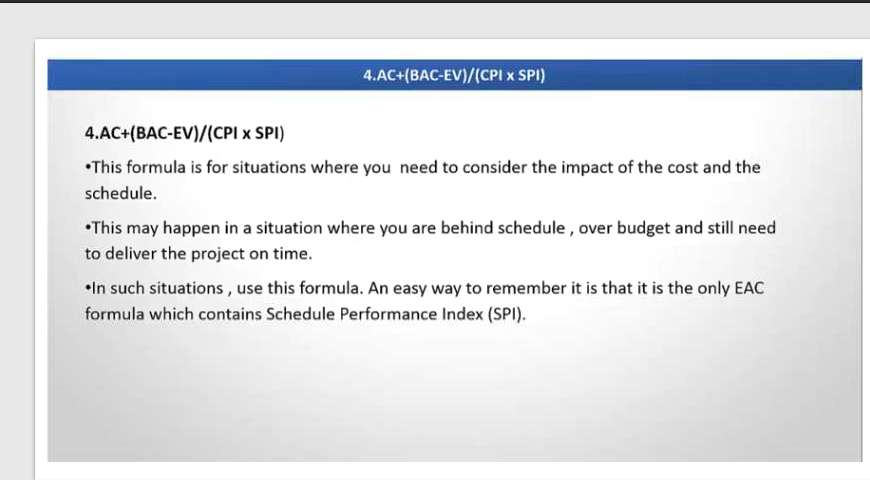 4.AC+(BAC-EV)/(CPI x SPI)
4.AC+(BAC-EV)/(CPI x SPI)
•This formula is for situations where you  need to consider the impact of the cost and the
schedule.
•This may happen in a situation where you are behind schedule , over budget and still need
to deliver the project on time.
•In such situations , use this formula. An easy way to remember it is that it is the only EAC
formula which contains Schedule Performance Index (SPI).